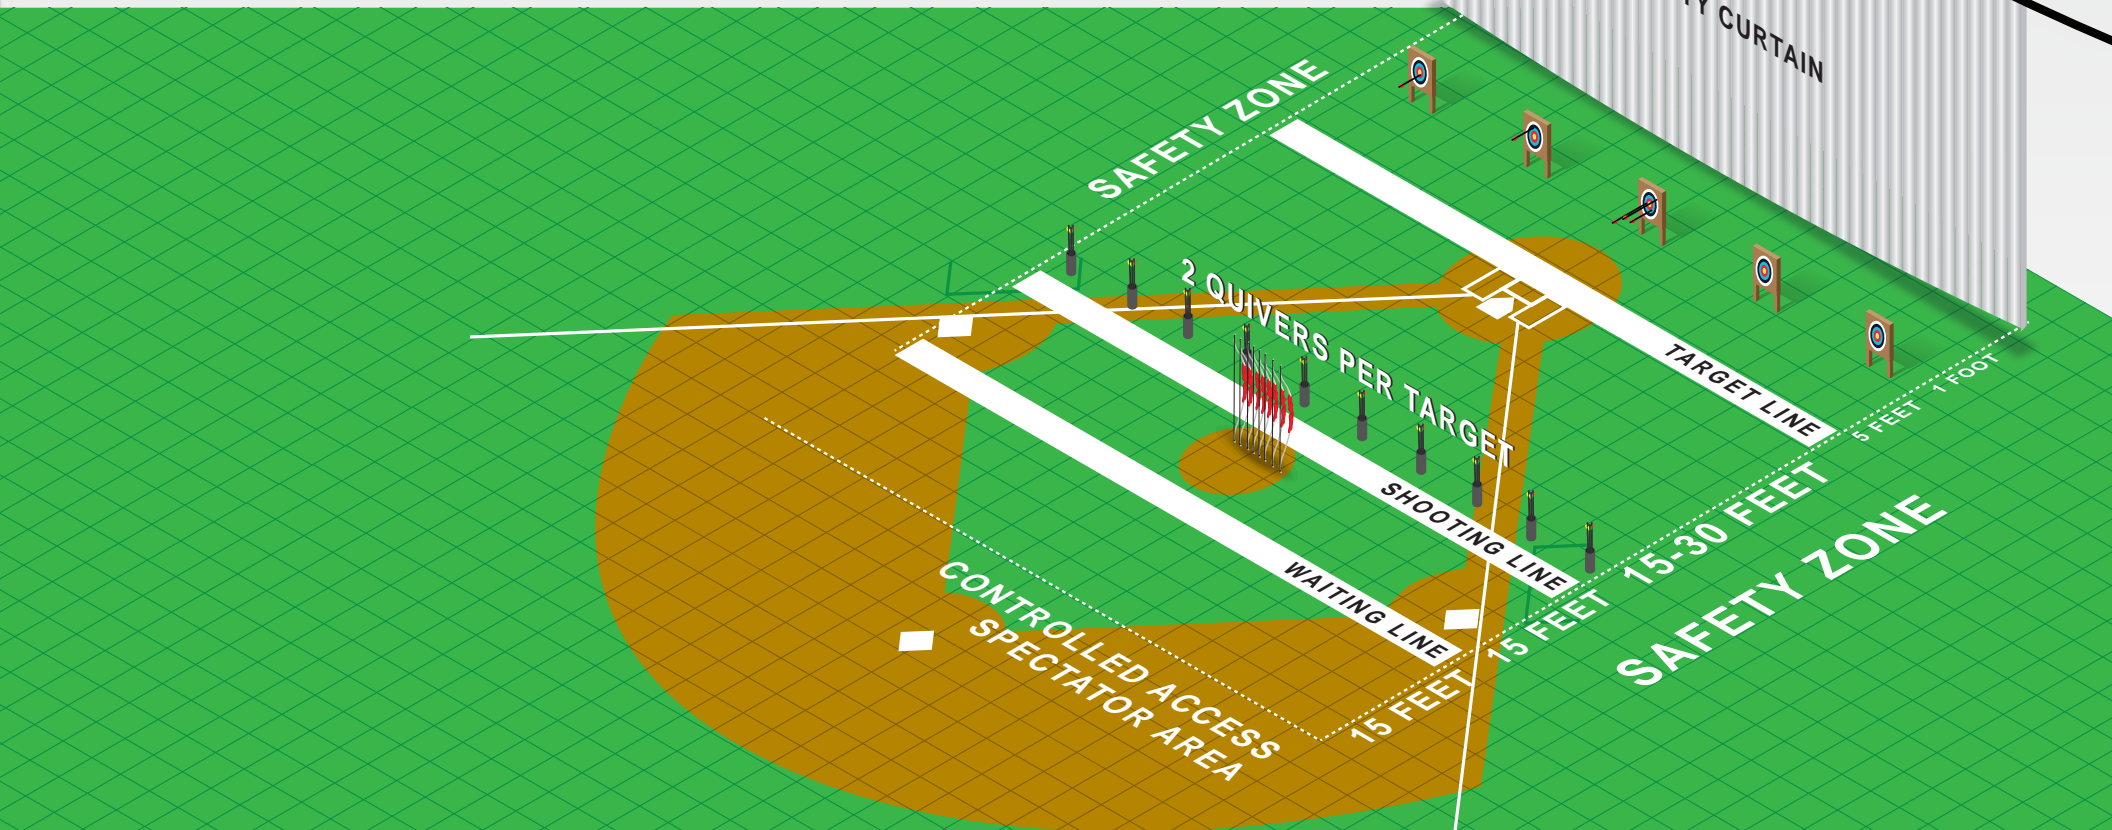 CURTAIN
SAFETY ZONE
2 QUIVERS PER TARGET
TARGET LINE
1 FOOT
5 FEET
SHOOTING LINE
15-30 FEET
SAFETY ZONE
WAITING LINE
15 FEET
15 FEET
CONTROLLED ACCESS
SPECTATOR AREA